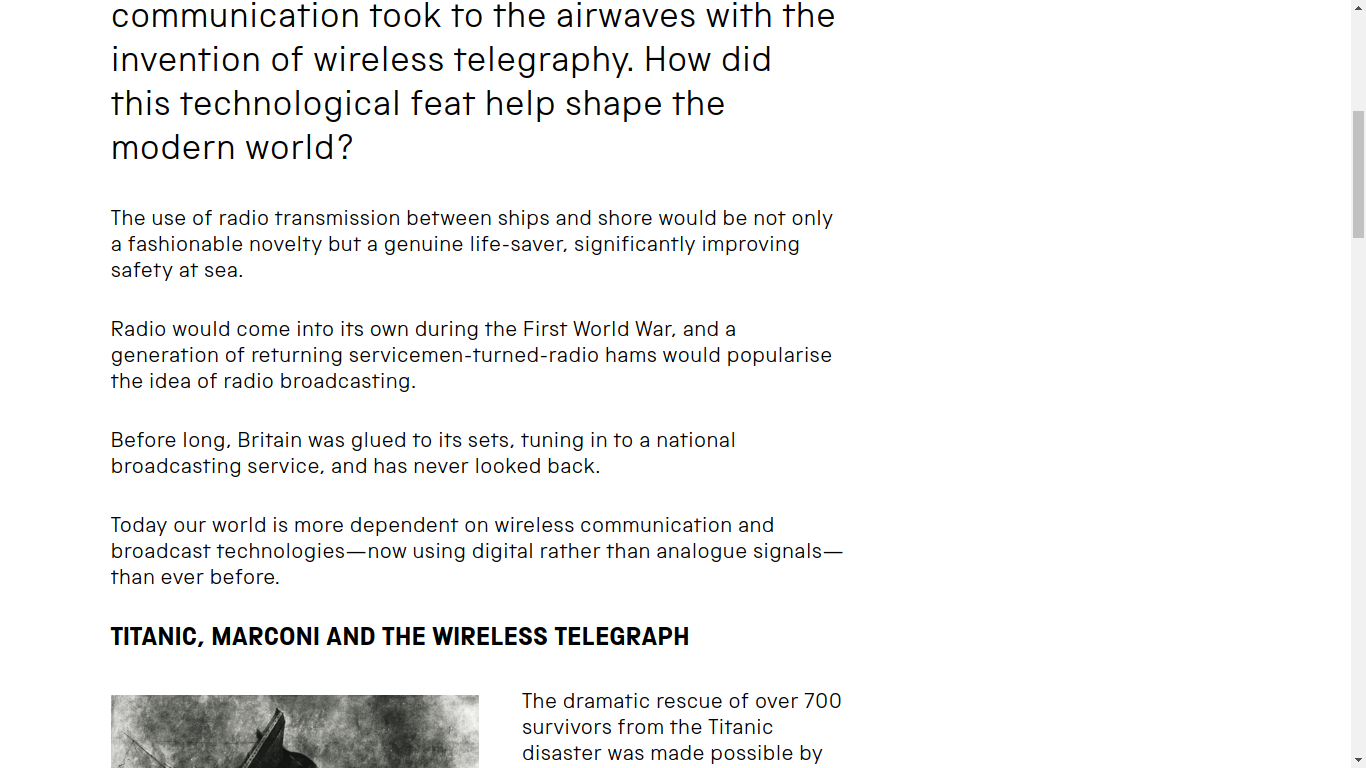 communication took to the airwaves with the
invention of wireless telegraphy. How did
this technological feat help shape the
modern world?
The use of radio transmission between ships and shore would be not only
a fashionable novelty but a genuine life-saver, significantly improving
safety at sea.
Radio would come into its own during the First World War, and a
generation of returning servicemen-turned-radio hams would popularise
the idea of radio broadcasting.
Before long, Britain was glued to its sets, tuning in to a national
broadcasting service, and has never looked back.
Today our world is more dependent on wireless communication and
broadcast technologies—now using digital rather than analogue signals—
than ever before.
TITANIC, MARCONI AND THE WIRELESS TELEGRAPH
The dramatic rescue of over 700
survivors from the Titanic
disaster was made possible by